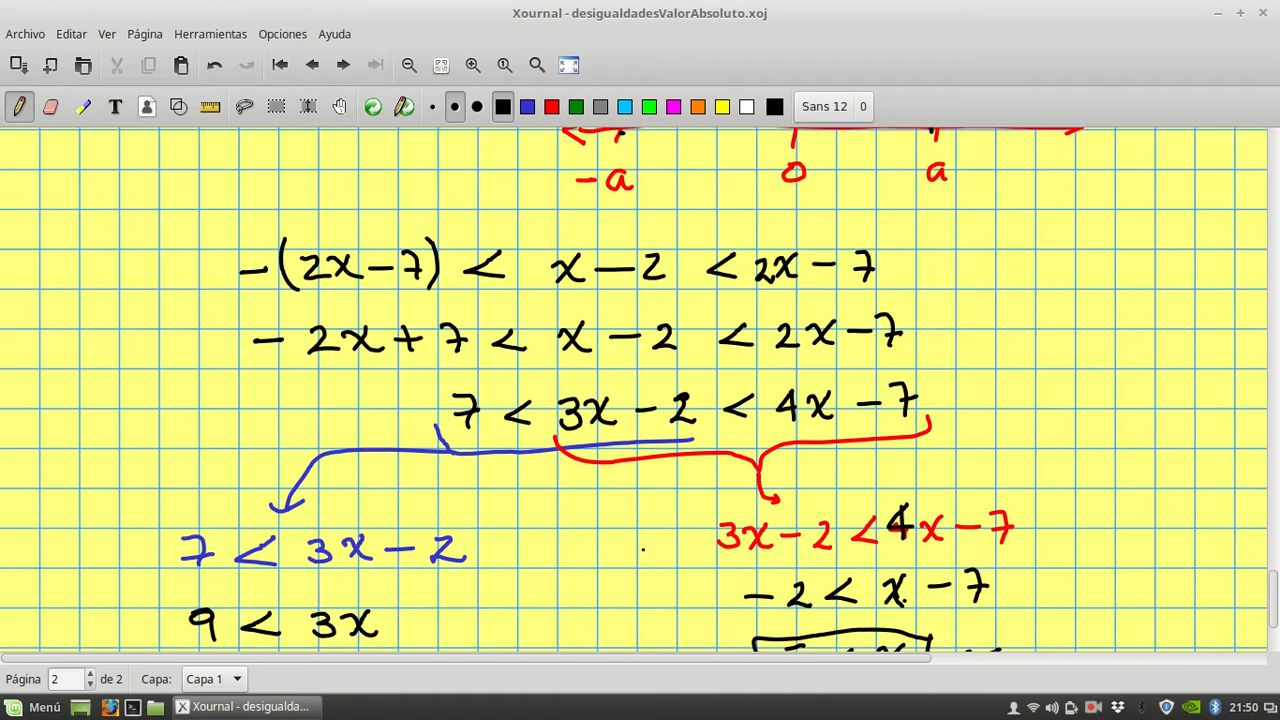 Xournal - desigualdadesValorAbsoluto.xoj
Archivo Editar Ver Página Herramientas Opciones Ayuda
Sans 12 0
-a 0 a
-(2x-7) < x-2 < 2x-7
-2x+7 < x-2 < 2x-7
7 < 3x-2 < 4x-7
7 < 3x-2
3x-2 < 4x-7
-2 < x-7
9 < 3x
Página 2 de 2 Capa: Capa 1
Menú Xournal - desigualda... 21:50